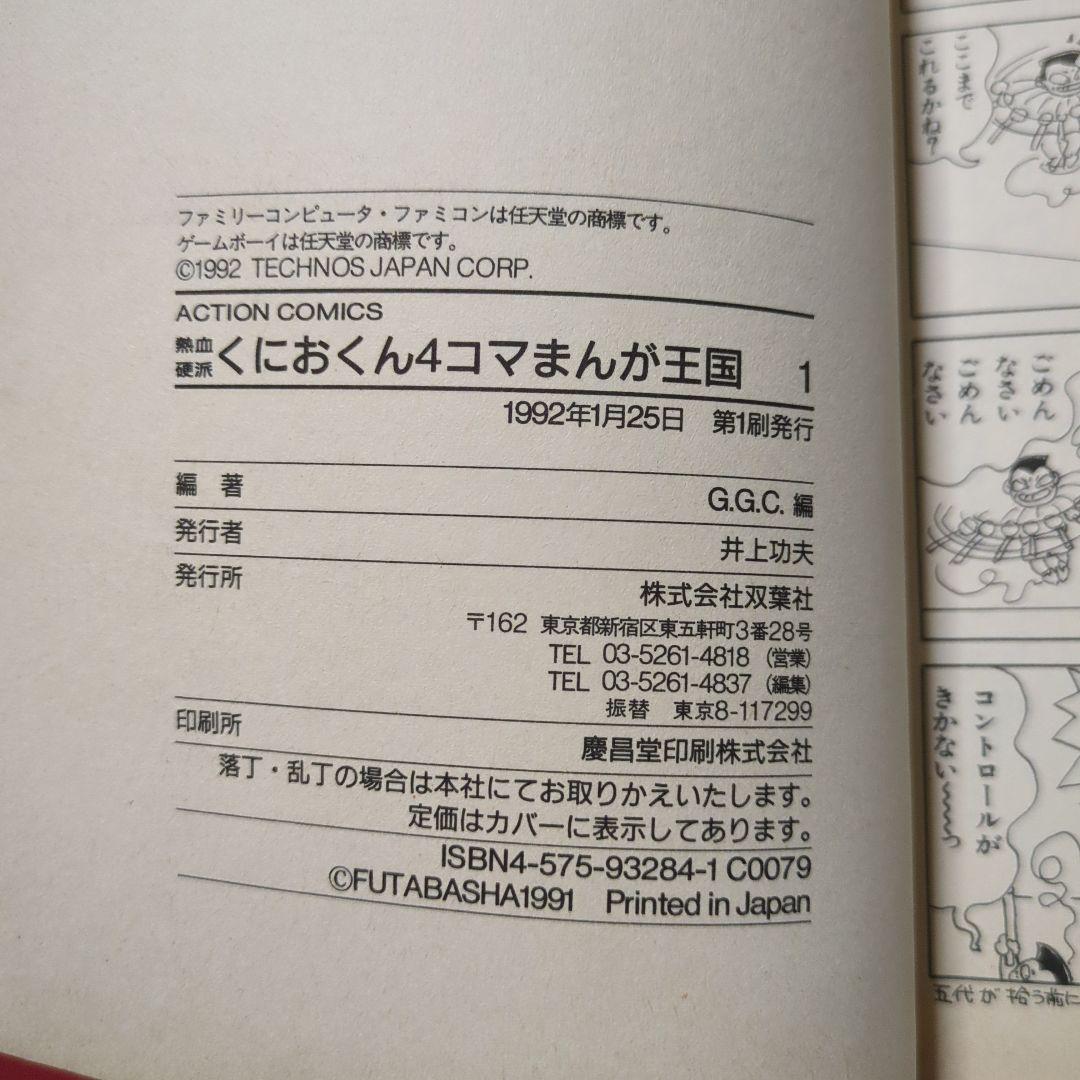 ファミリーコンピュータ・ファミコンは任天堂の商標です。
ゲームボーイは任天堂の商標です。
©1992 TECHNOS JAPAN CORP.
ACTION COMICS
熱血硬派くにおくん4コマまんが王国 1
1992年1月25日 第1刷発行
編 著 G.G.C. 編
発行者 井上功夫
発行所 株式会社双葉社
〒162 東京都新宿区東五軒町3番28号
TEL 03-5261-4818 (営業)
TEL 03-5261-4837 (編集)
振替 東京8-117299
印刷所 慶昌堂印刷株式会社
落丁・乱丁の場合は本社にてお取りかえいたします。
定価はカバーに表示してあります。
ISBN4-575-93284-1 C0079
©FUTABASHA1991 Printed in Japan
ここまで
これるかね?
ごめん
なさい
ごめん
なさい
コントロールが
きかない〜〜〜っ
五代が拾う前に